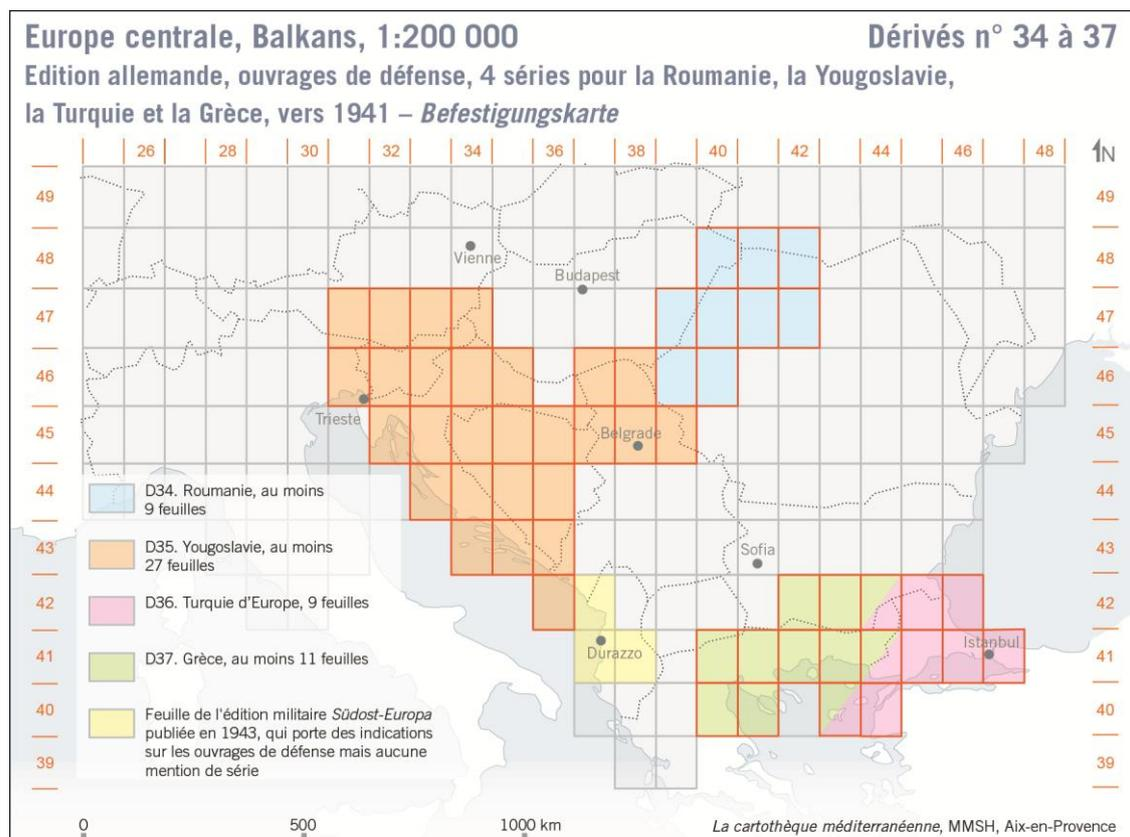 Europe centrale, Balkans, 1:200 000
Dérivés n° 34 à 37
Edition allemande, ouvrages de défense, 4 séries pour la Roumanie, la Yougoslavie,
la Turquie et la Grèce, vers 1941 – Befestigungskarte
26 28 30 32 34 36 38 40 42 44 46 48
N
49 49
48 48
Vienne
Budapest
47 47
46 46
Trieste
45 45
Belgrade
44 44
D34. Roumanie, au moins
9 feuilles
43 43
D35. Yougoslavie, au moins
27 feuilles
Sofia
42 42
D36. Turquie d'Europe, 9 feuilles
41 41
Durazzo
Istanbul
D37. Grèce, au moins 11 feuilles
40 40
Feuille de l'édition militaire Südost-Europa
publiée en 1943, qui porte des indications
sur les ouvrages de défense mais aucune
mention de série
39 39
0 500 1000 km
La cartothèque méditerranéenne, MMSH, Aix-en-Provence